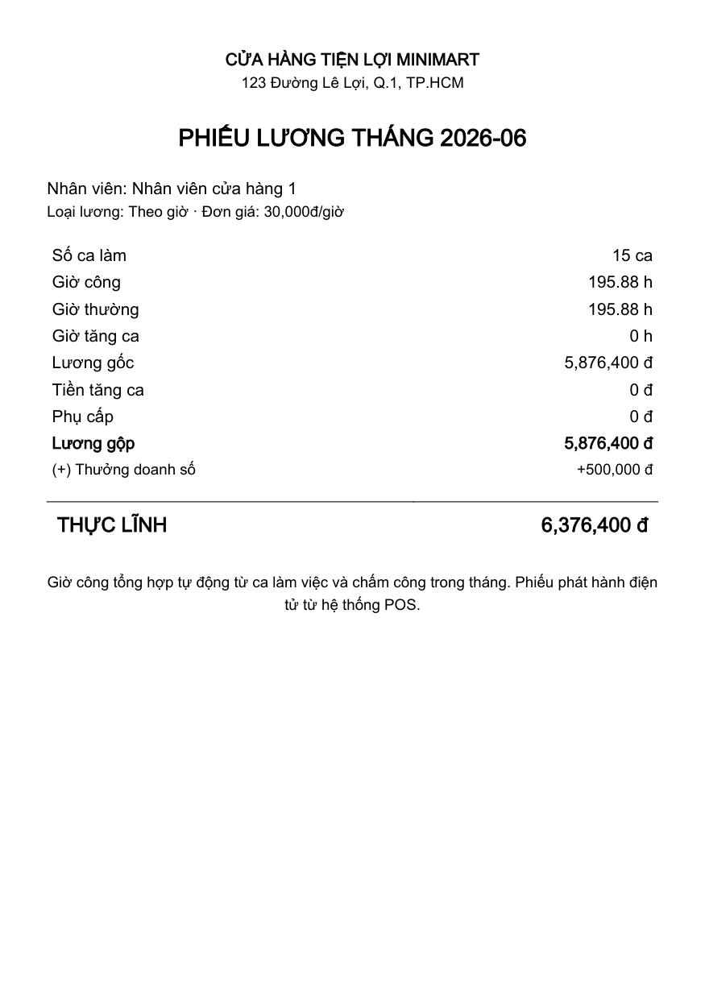 CỬA HÀNG TIỆN LỢI MINIMART
123 Đường Lê Lợi, Q.1, TP.HCM
PHIẾU LƯƠNG THÁNG 2026-06
Nhân viên: Nhân viên cửa hàng 1
Loại lương: Theo giờ · Đơn giá: 30,000đ/giờ
Số ca làm 15 ca
Giờ công 195.88 h
Giờ thường 195.88 h
Giờ tăng ca 0 h
Lương gốc 5,876,400 đ
Tiền tăng ca 0 đ
Phụ cấp 0 đ
Lương gộp 5,876,400 đ
(+) Thưởng doanh số +500,000 đ
THỰC LĨNH 6,376,400 đ
Giờ công tổng hợp tự động từ ca làm việc và chấm công trong tháng. Phiếu phát hành điện
tử từ hệ thống POS.